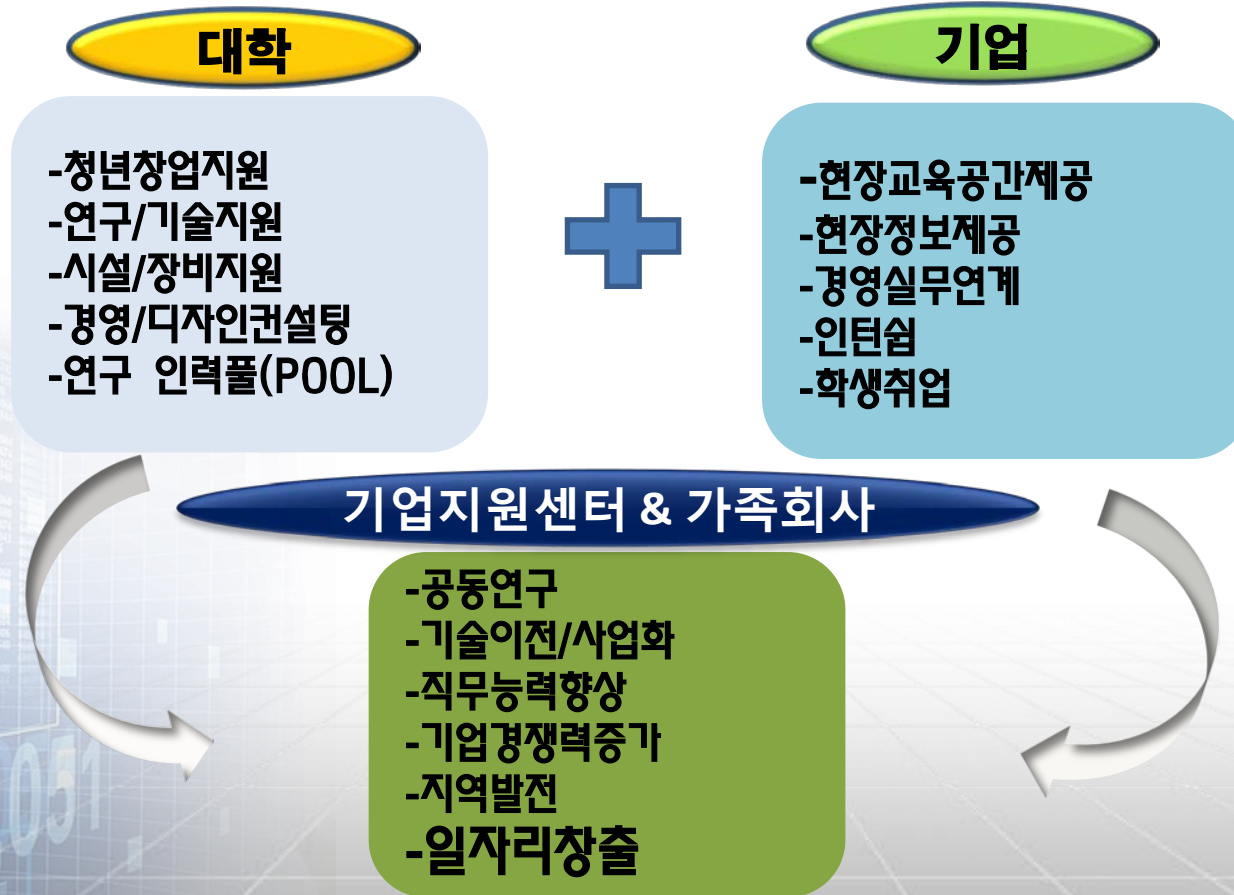 대학
-청년창업지원
-연구/기술지원
-시설/장비지원
-경영/디자인컨설팅
-연구 인력풀(POOL)
기업
-현장교육공간제공
-현장정보제공
-경영실무연계
-인턴쉽
-학생취업
기업지원센터 & 가족회사
-공동연구
-기술이전/사업화
-직무능력향상
-기업경쟁력증가
-지역발전
-일자리창출
051